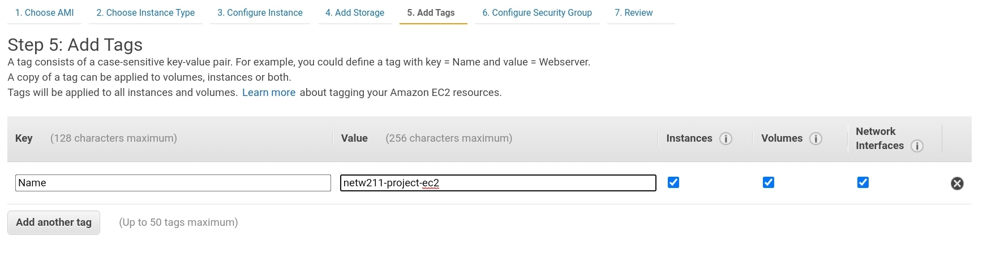 1. Choose AMI 2. Choose Instance Type 3. Configure Instance 4. Add Storage 5. Add Tags 6. Configure Security Group 7. Review
Step 5: Add Tags
A tag consists of a case-sensitive key-value pair. For example, you could define a tag with key = Name and value = Webserver.
A copy of a tag can be applied to volumes, instances or both.
Tags will be applied to all instances and volumes. Learn more about tagging your Amazon EC2 resources.
Key (128 characters maximum) Value (256 characters maximum) Instances i Volumes i Network
Interfaces i
Name netw211-project-ec2
Add another tag (Up to 50 tags maximum)